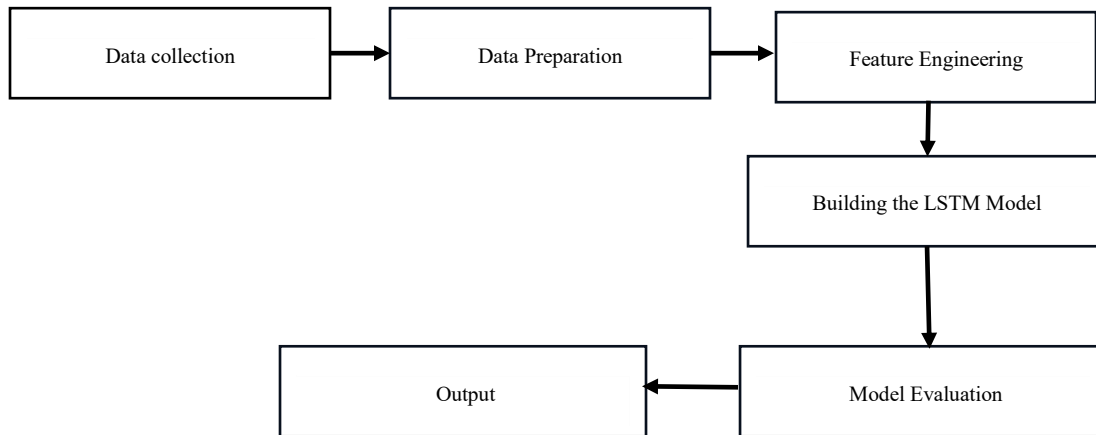 Data collection
Data Preparation
Feature Engineering
Building the LSTM Model
Model Evaluation
Output